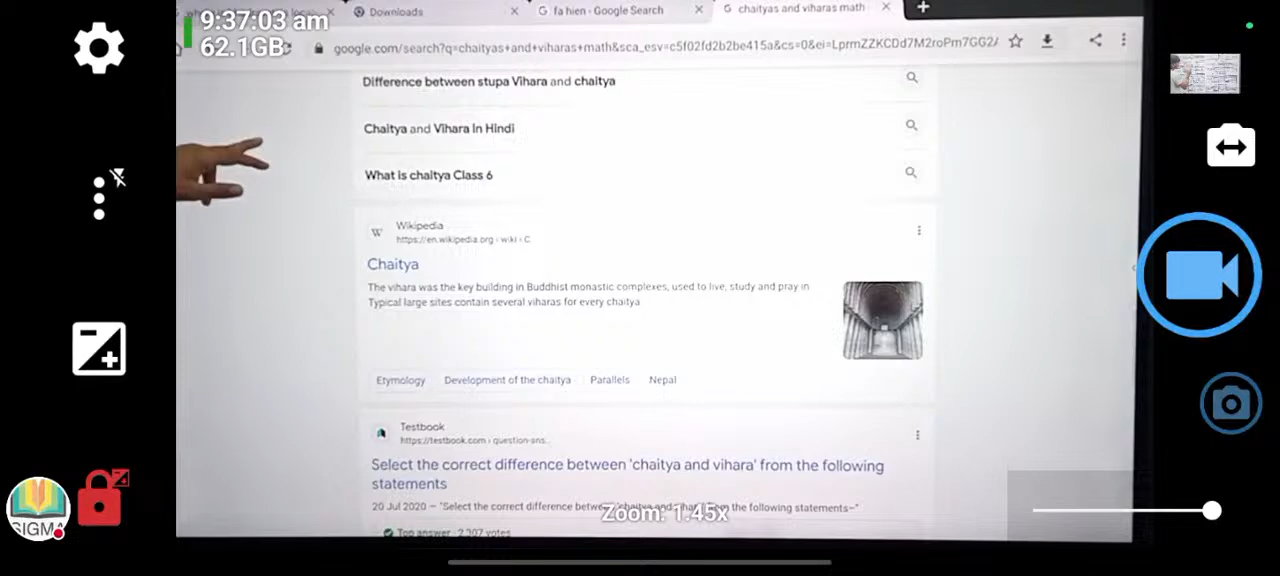 9:37:03 am
62.1GB
Downloads
fa hien - Google Search
chaityas and viharas math
google.com/search?q=chaityas+and+viharas+math&sca_esv=c5f02fd2b2be415a&cs=0&ei=LprmZZKCDd7M2roPm7GG2
Difference between stupa Vihara and chaitya
Chaitya and Vihara in Hindi
What is chaitya Class 6
Wikipedia
https://en.wikipedia.org › wiki › C
Chaitya
The vihara was the key building in Buddhist monastic complexes, used to live, study and pray in
Typical large sites contain several viharas for every chaitya
Etymology Development of the chaitya Parallels Nepal
Testbook
https://testbook.com › question-ans...
Select the correct difference between 'chaitya and vihara' from the following
statements
20 Jul 2020 — "Select the correct difference the following statements~"
Zoom: 1.45x
Top answer · 2,307 votes
SIGMA